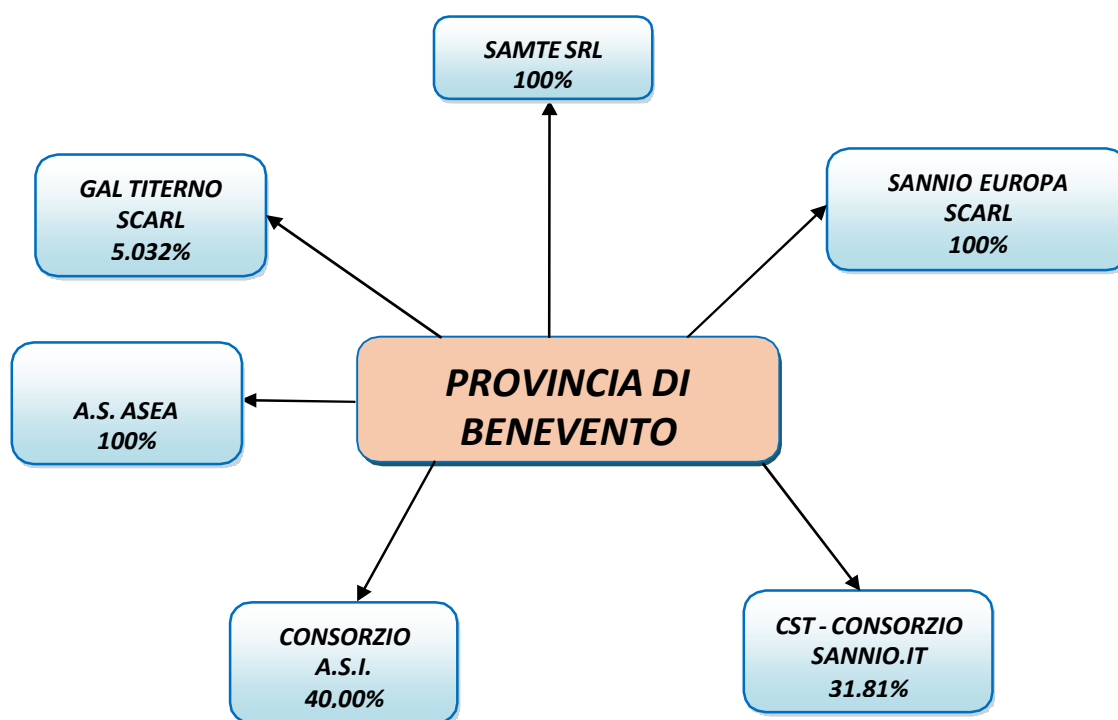 SAMTE SRL
100%
GAL TITERNO
SCARL
5.032%
SANNIO EUROPA
SCARL
100%
A.S. ASEA
100%
PROVINCIA DI
BENEVENTO
CONSORZIO
A.S.I.
40.00%
CST - CONSORZIO
SANNIO.IT
31.81%